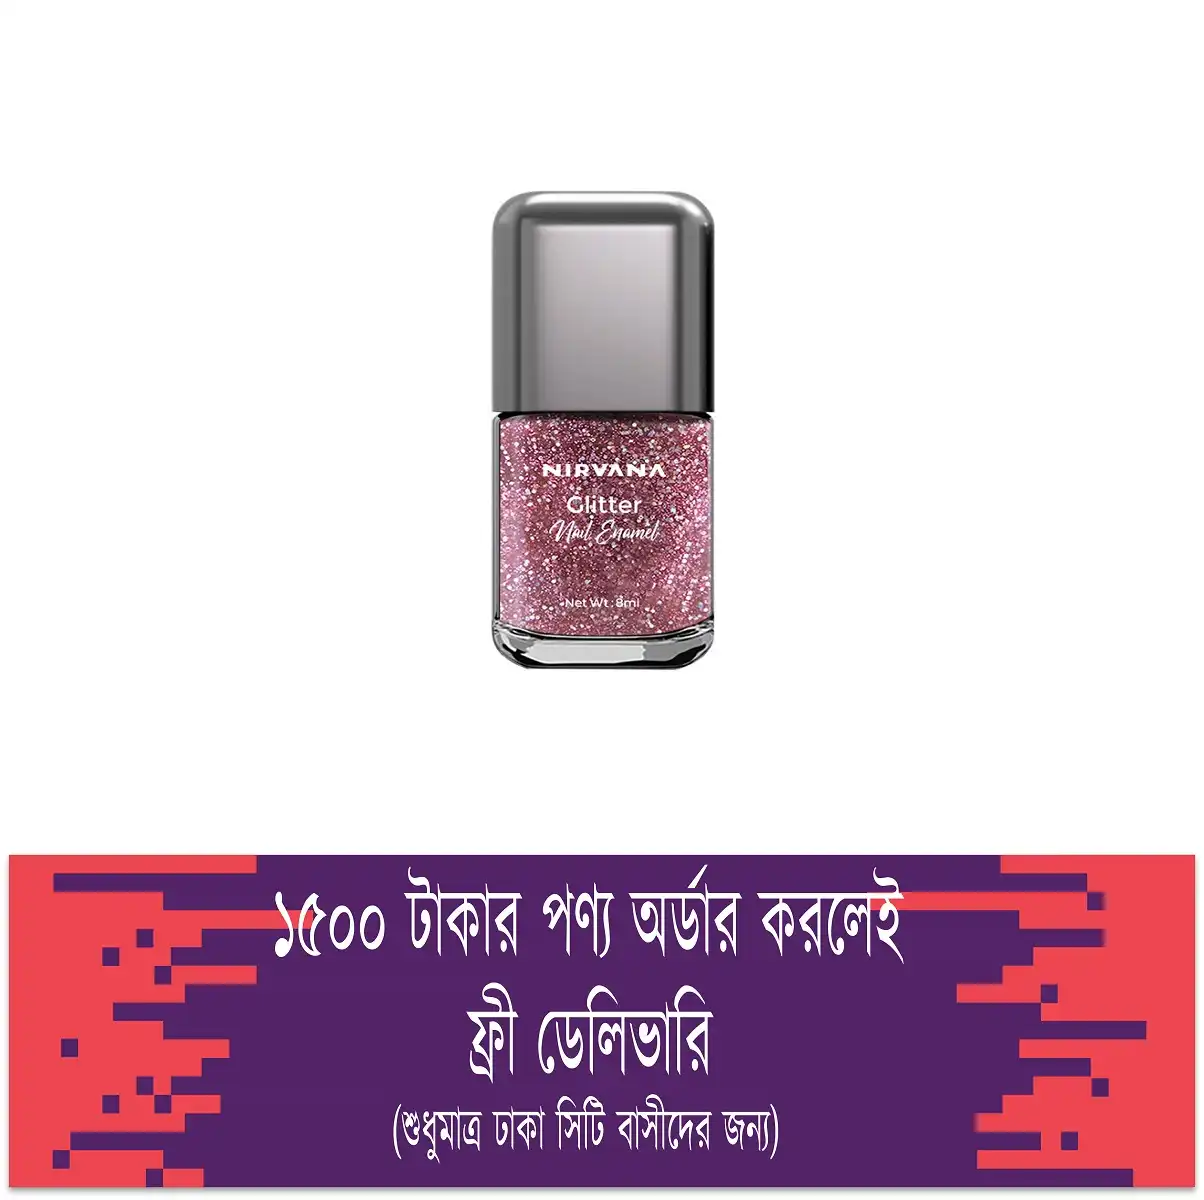 NIRVANA
Glitter
Nail Enamel
Net Wt :8ml
১৫০০ টাকার পণ্য অর্ডার করলেই
ফ্রী ডেলিভারি
(শুধুমাত্র ঢাকা সিটি বাসীদের জন্য)